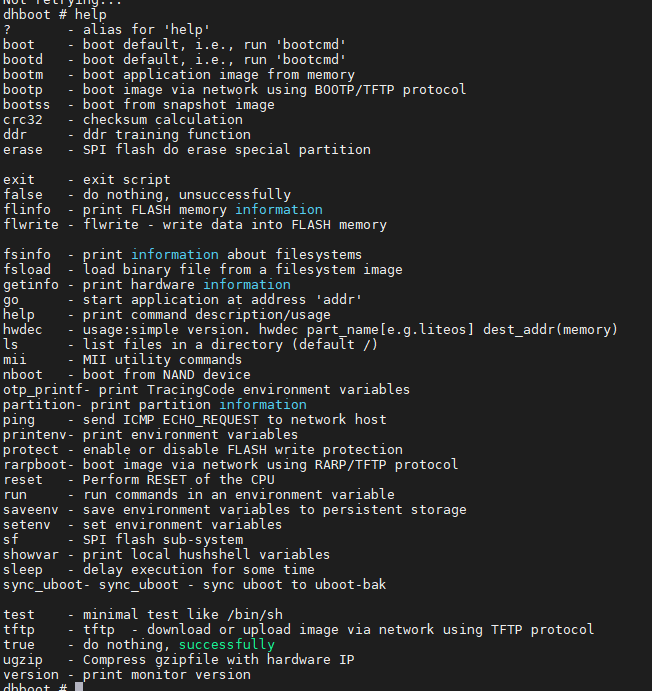 Not retrying...
dhboot # help
?       - alias for 'help'
boot    - boot default, i.e., run 'bootcmd'
bootd   - boot default, i.e., run 'bootcmd'
bootm   - boot application image from memory
bootp   - boot image via network using BOOTP/TFTP protocol
bootss  - boot from snapshot image
crc32   - checksum calculation
ddr     - ddr training function
erase   - SPI flash do erase special partition
exit    - exit script
false   - do nothing, unsuccessfully
flinfo  - print FLASH memory information
flwrite - flwrite - write data into FLASH memory
fsinfo  - print information about filesystems
fsload  - load binary file from a filesystem image
getinfo - print hardware information
go      - start application at address 'addr'
help    - print command description/usage
hwdec   - usage:simple version. hwdec part_name[e.g.liteos] dest_addr(memory)
ls      - list files in a directory (default /)
mii     - MII utility commands
nboot   - boot from NAND device
otp_printf- print TracingCode environment variables
partition- print partition information
ping    - send ICMP ECHO_REQUEST to network host
printenv- print environment variables
protect - enable or disable FLASH write protection
rarpboot- boot image via network using RARP/TFTP protocol
reset   - Perform RESET of the CPU
run     - run commands in an environment variable
saveenv - save environment variables to persistent storage
setenv  - set environment variables
sf      - SPI flash sub-system
showvar - print local hushshell variables
sleep   - delay execution for some time
sync_uboot- sync_uboot - sync uboot to uboot-bak
test    - minimal test like /bin/sh
tftp    - tftp  - download or upload image via network using TFTP protocol
true    - do nothing, successfully
ugzip   - Compress gzipfile with hardware IP
version - print monitor version
dhboot #